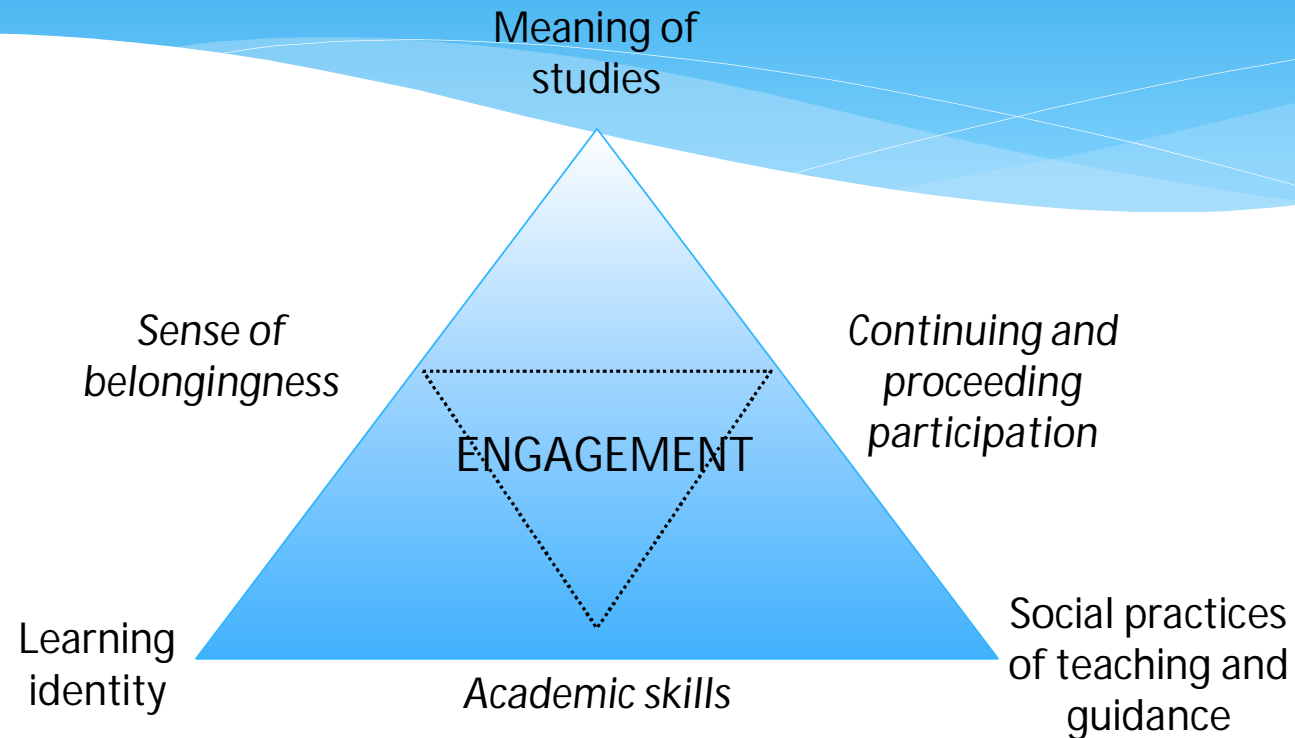 Meaning of
studies
Sense of
belongingness
Continuing and
proceeding
participation
ENGAGEMENT
Learning
identity
Academic skills
Social practices
of teaching and
guidance